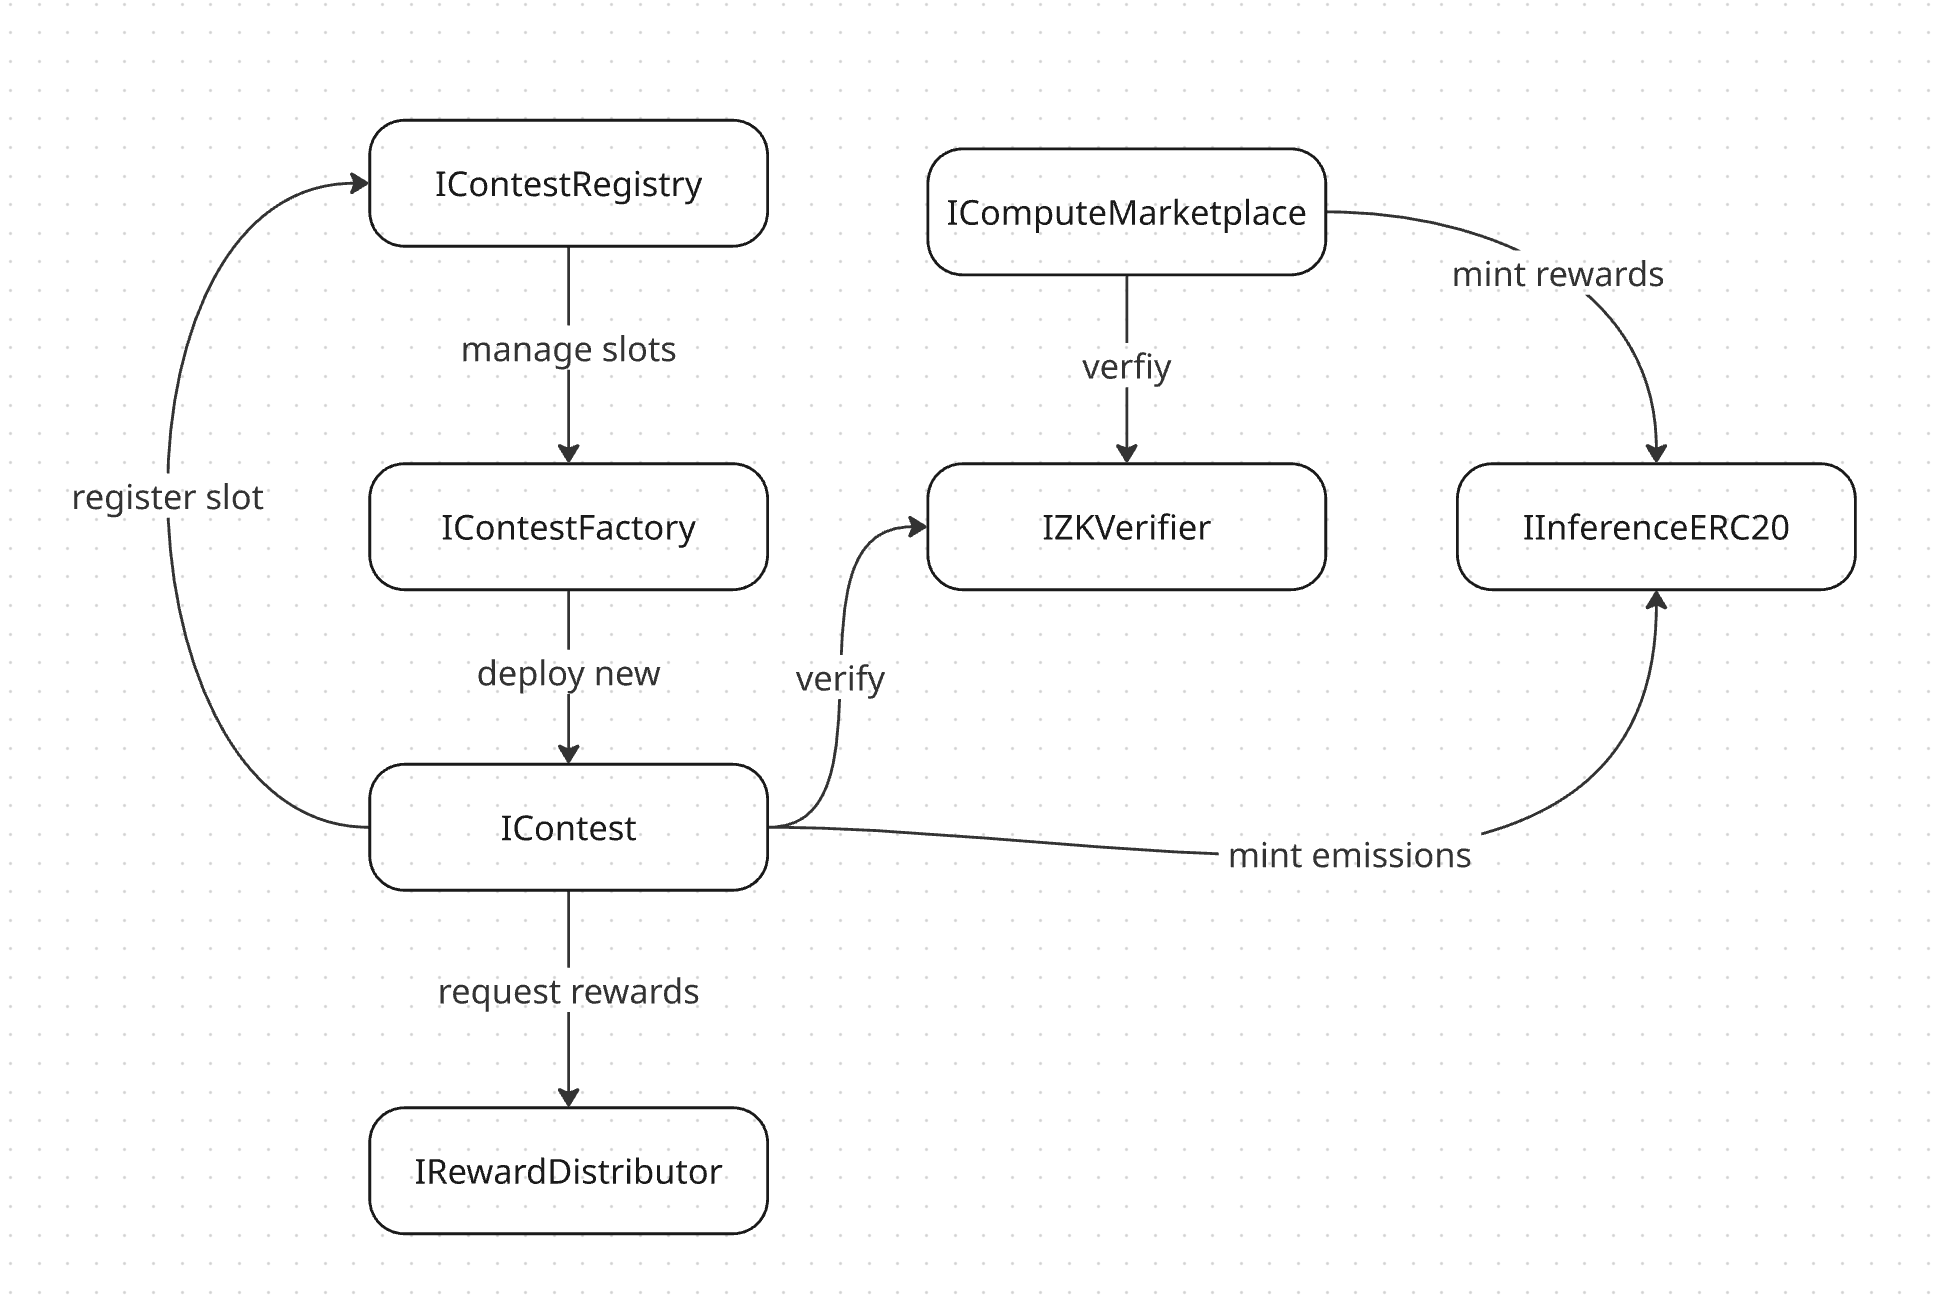 IContestRegistry
IComputeMarketplace
mint rewards
manage slots
verfiy
register slot
IContestFactory
IZKVerifier
IInferenceERC20
deploy new
verify
IContest
mint emissions
request rewards
IRewardDistributor